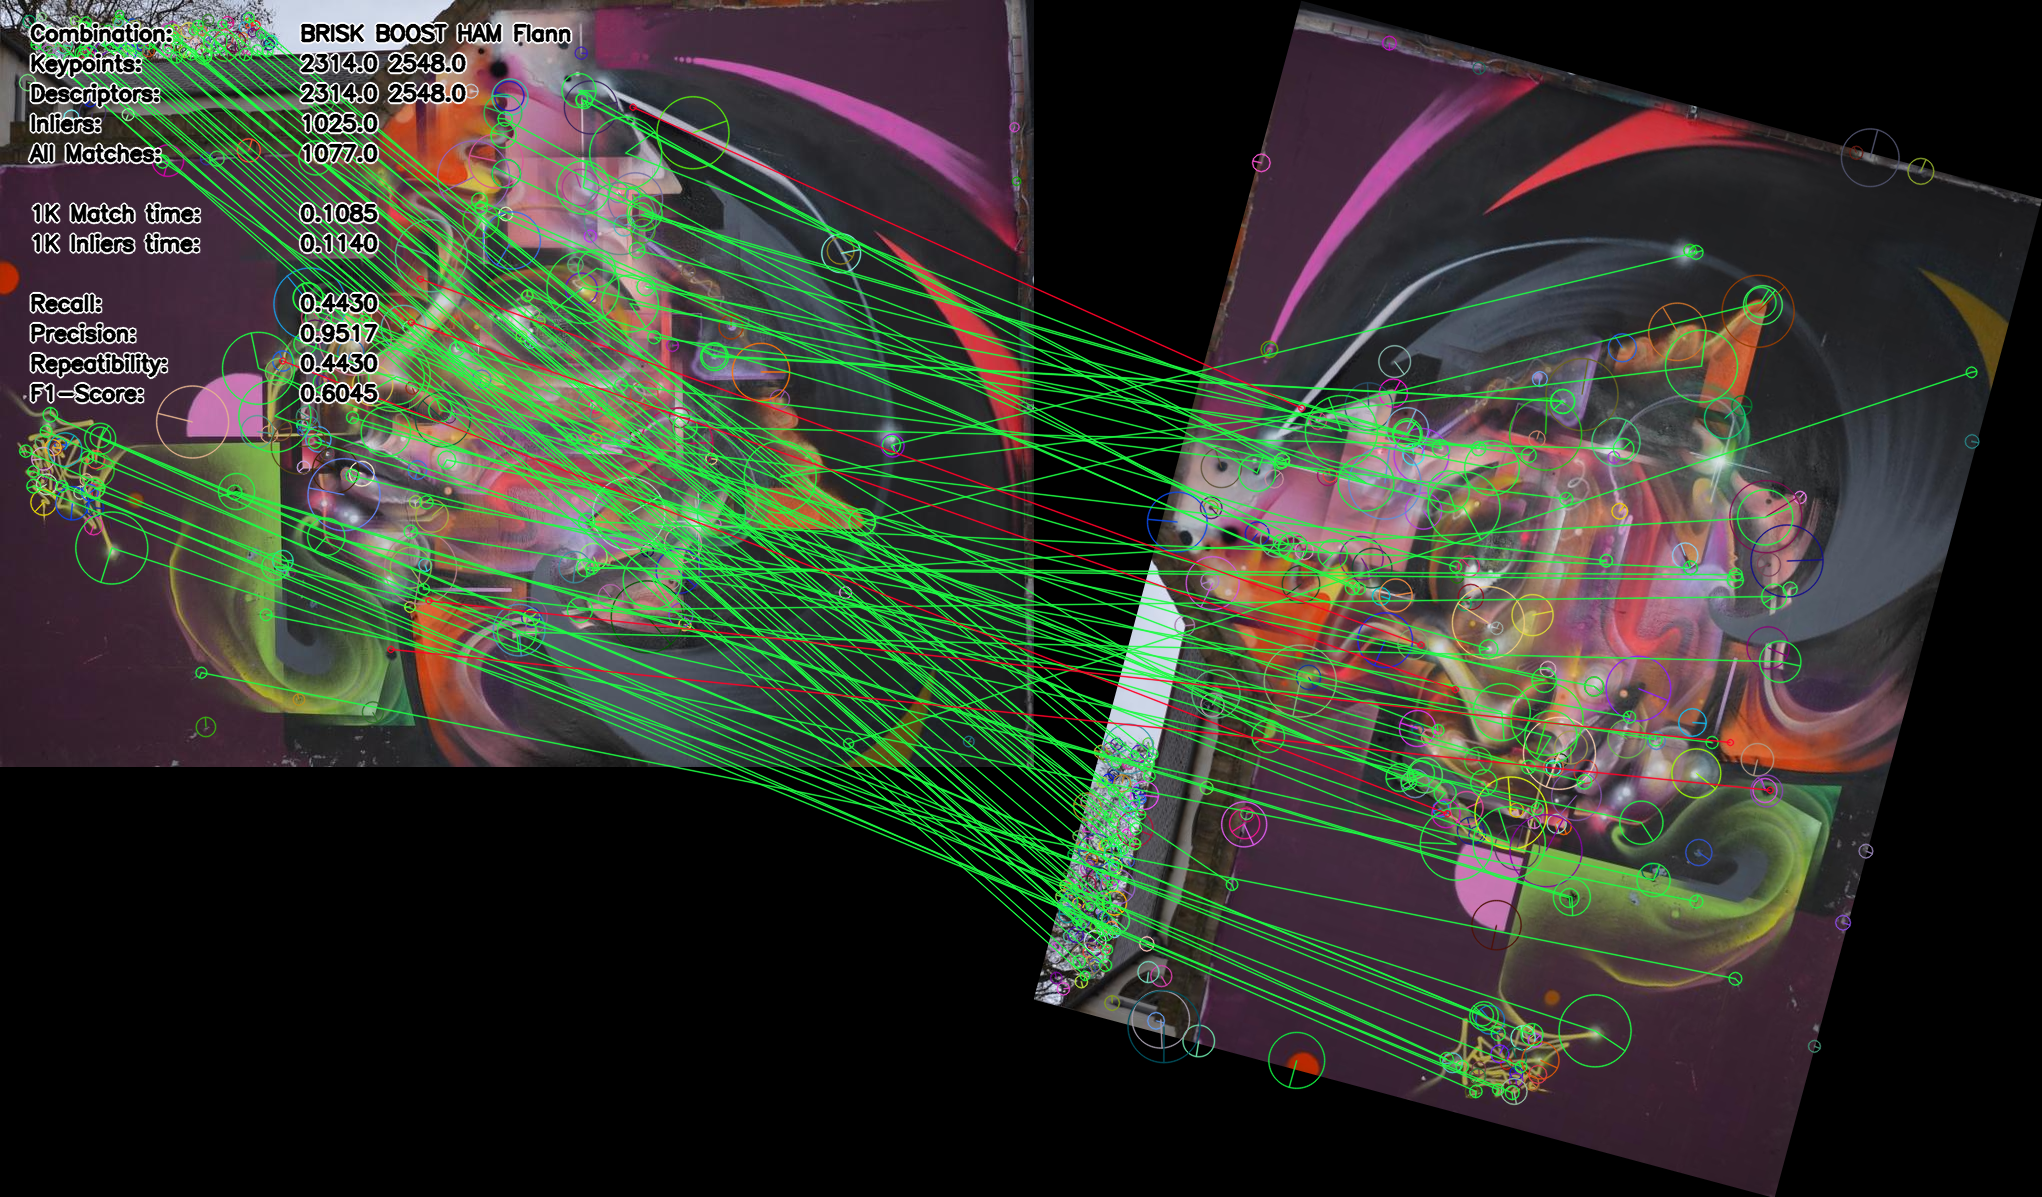 Combination: BRISK BOOST HAM Flann
Keypoints: 2314.0 2548.0
Descriptors: 2314.0 2548.0
Inliers: 1025.0
All Matches: 1077.0
1K Match time: 0.1085
1K Inliers time: 0.1140
Recall: 0.4430
Precision: 0.9517
Repeatibility: 0.4430
F1-Score: 0.6045